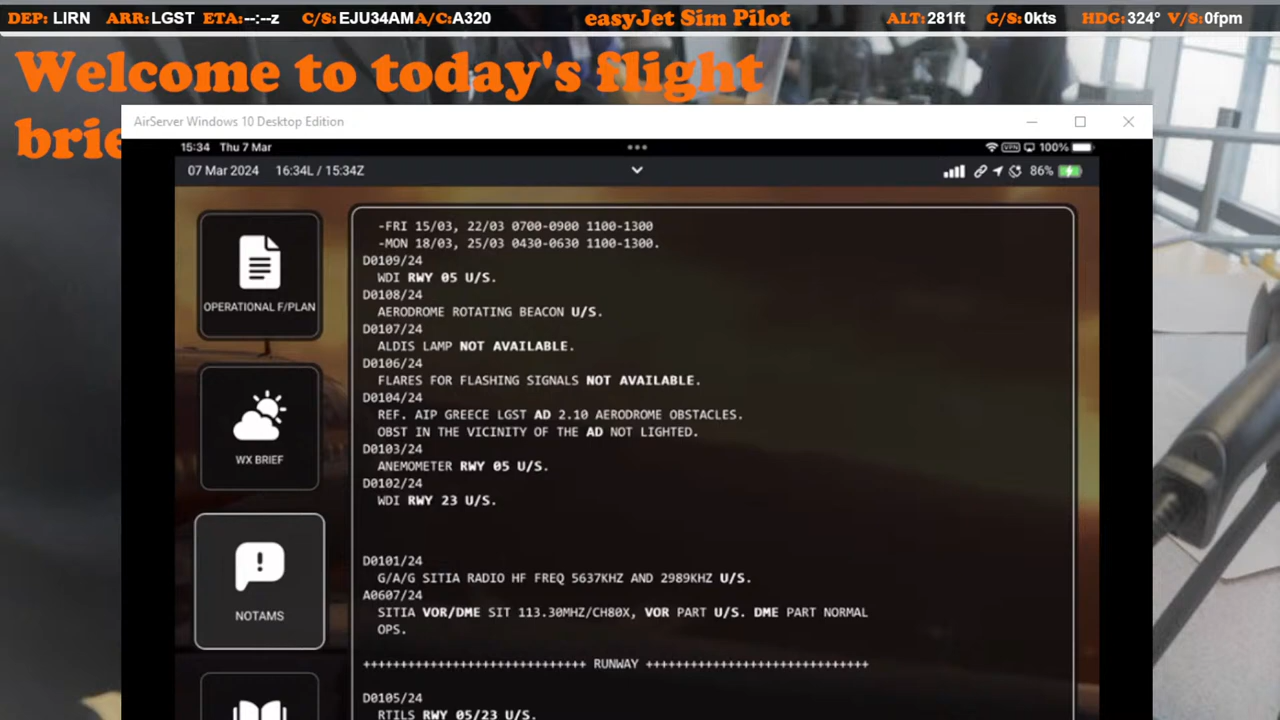 DEP: LIRN ARR: LGST ETA:--:--z C/S: EJU34AM A/C: A320 easyJet Sim Pilot ALT: 281ft G/S: 0kts HDG: 324° V/S: 0fpm
Welcome to today's flight
brie
AirServer Windows 10 Desktop Edition
15:34 Thu 7 Mar VPN 100%
07 Mar 2024 16:34L / 15:34Z 86%
OPERATIONAL F/PLAN
WX BRIEF
NOTAMS
-FRI 15/03, 22/03 0700-0900 1100-1300
-MON 18/03, 25/03 0430-0630 1100-1300.
D0109/24
WDI RWY 05 U/S.
D0108/24
AERODROME ROTATING BEACON U/S.
D0107/24
ALDIS LAMP NOT AVAILABLE.
D0106/24
FLARES FOR FLASHING SIGNALS NOT AVAILABLE.
D0104/24
REF. AIP GREECE LGST AD 2.10 AERODROME OBSTACLES.
OBST IN THE VICINITY OF THE AD NOT LIGHTED.
D0103/24
ANEMOMETER RWY 05 U/S.
D0102/24
WDI RWY 23 U/S.
D0101/24
G/A/G SITIA RADIO HF FREQ 5637KHZ AND 2989KHZ U/S.
A0607/24
SITIA VOR/DME SIT 113.30MHZ/CH80X, VOR PART U/S. DME PART NORMAL
OPS.
++++++++++++++++++++++++++++++ RUNWAY ++++++++++++++++++++++++++++++
D0105/24
RTILS RWY 05/23 U/S.